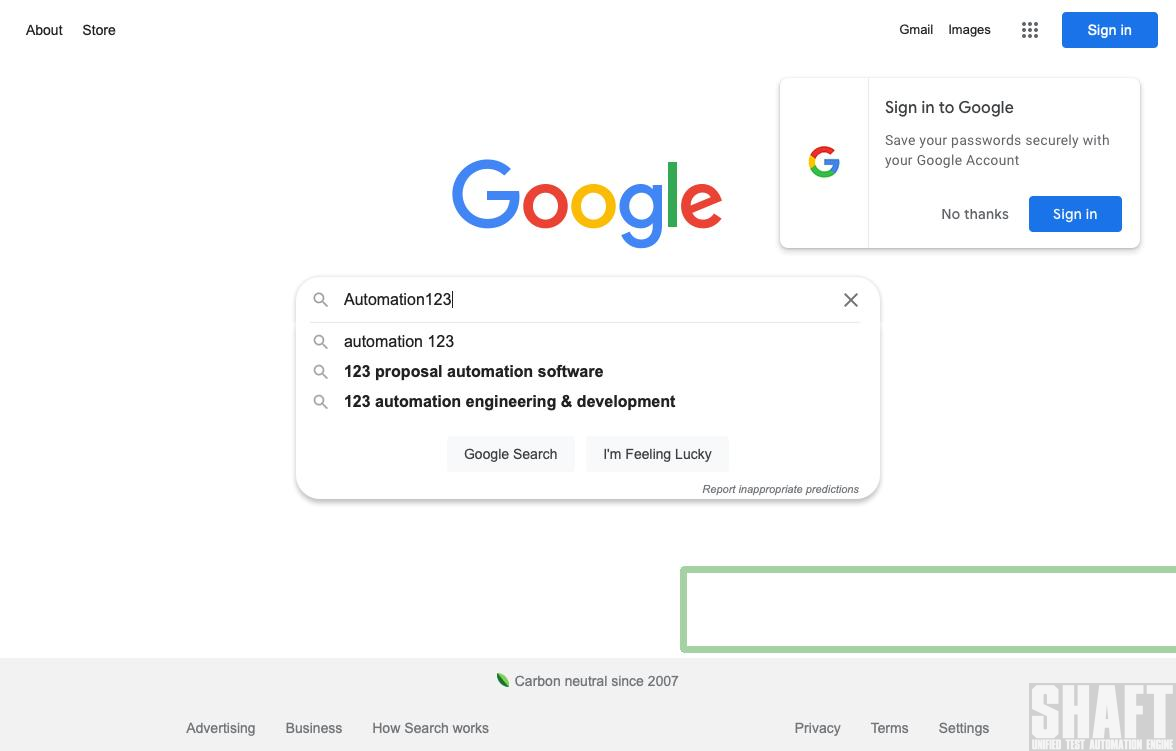 About Store
Gmail Images Sign in
Sign in to Google
Save your passwords securely with
your Google Account
No thanks Sign in
Google
Automation123
automation 123
123 proposal automation software
123 automation engineering & development
Google Search I'm Feeling Lucky
Report inappropriate predictions
Carbon neutral since 2007
Advertising Business How Search works
Privacy Terms Settings
SHAFT
UNIFIED TEST AUTOMATION ENGINE